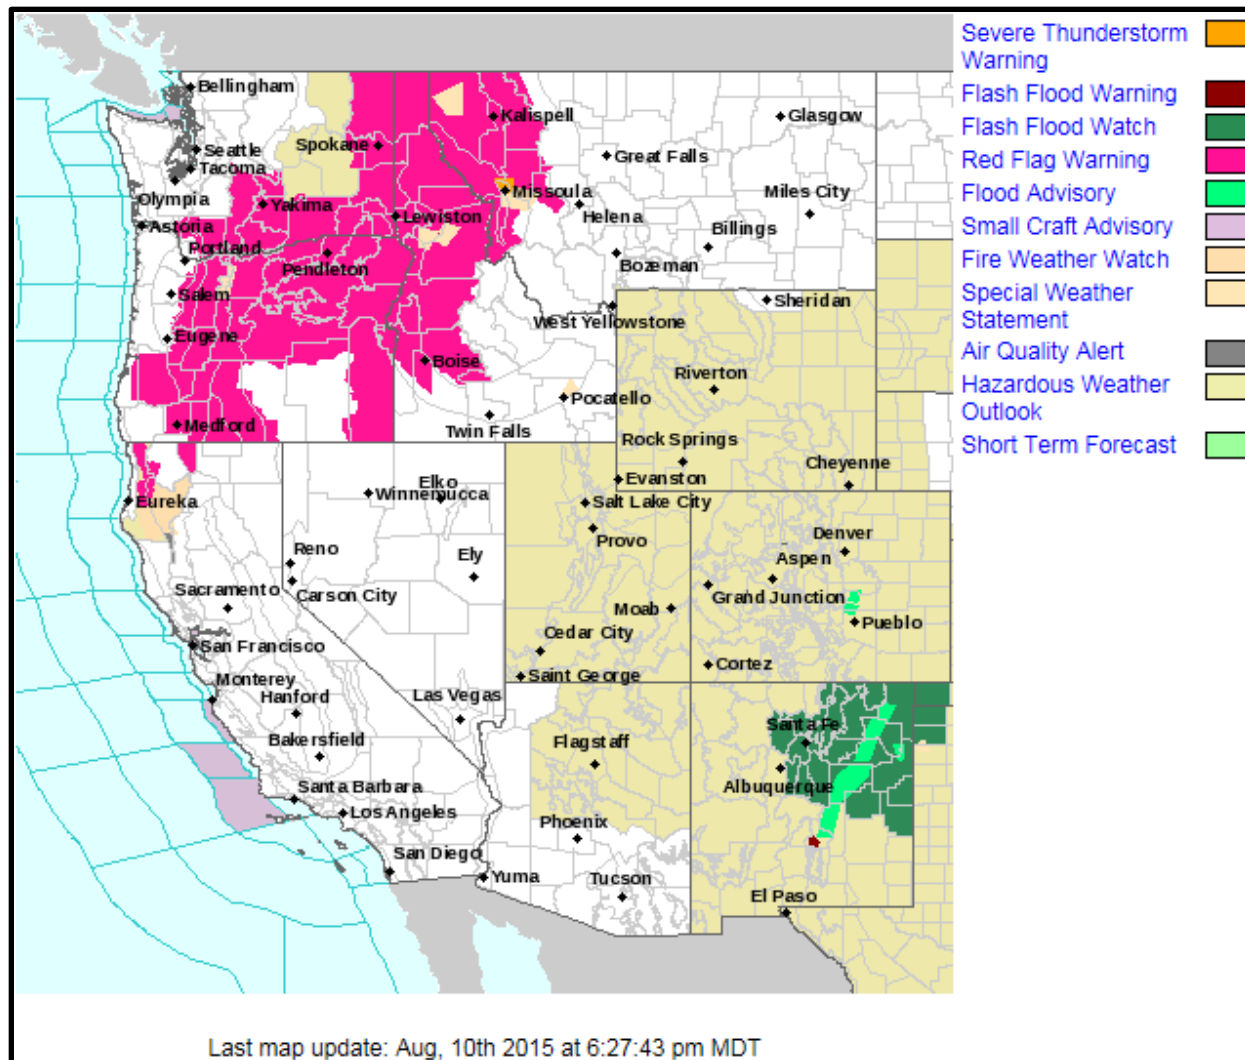 Severe Thunderstorm
Warning
Flash Flood Warning
Flash Flood Watch
Red Flag Warning
Flood Advisory
Small Craft Advisory
Fire Weather Watch
Special Weather
Statement
Air Quality Alert
Hazardous Weather
Outlook
Short Term Forecast
Bellingham
Kalispell
Glasgow
Spokane
Seattle
Great Falls
Tacoma
Missoula
Miles City
Olympia
Yakima
Lewiston
Helena
Astoria
Billings
Portland
Pendleton
Bozeman
Salem
Sheridan
West Yellowstone
Eugene
Boise
Riverton
Pocatello
Medford
Twin Falls
Rock Springs
Cheyenne
Evanston
Elko
Winnemucca
Eureka
Salt Lake City
Denver
Provo
Reno
Ely
Aspen
Sacramento
Carson City
Grand Junction
Moab
Pueblo
Cedar City
San Francisco
Cortez
Saint George
Monterey
Hanford
Las Vegas
Santa Fe
Bakersfield
Flagstaff
Albuquerque
Santa Barbara
Los Angeles
Phoenix
San Diego
Yuma
Tucson
El Paso
Last map update: Aug, 10th 2015 at 6:27:43 pm MDT